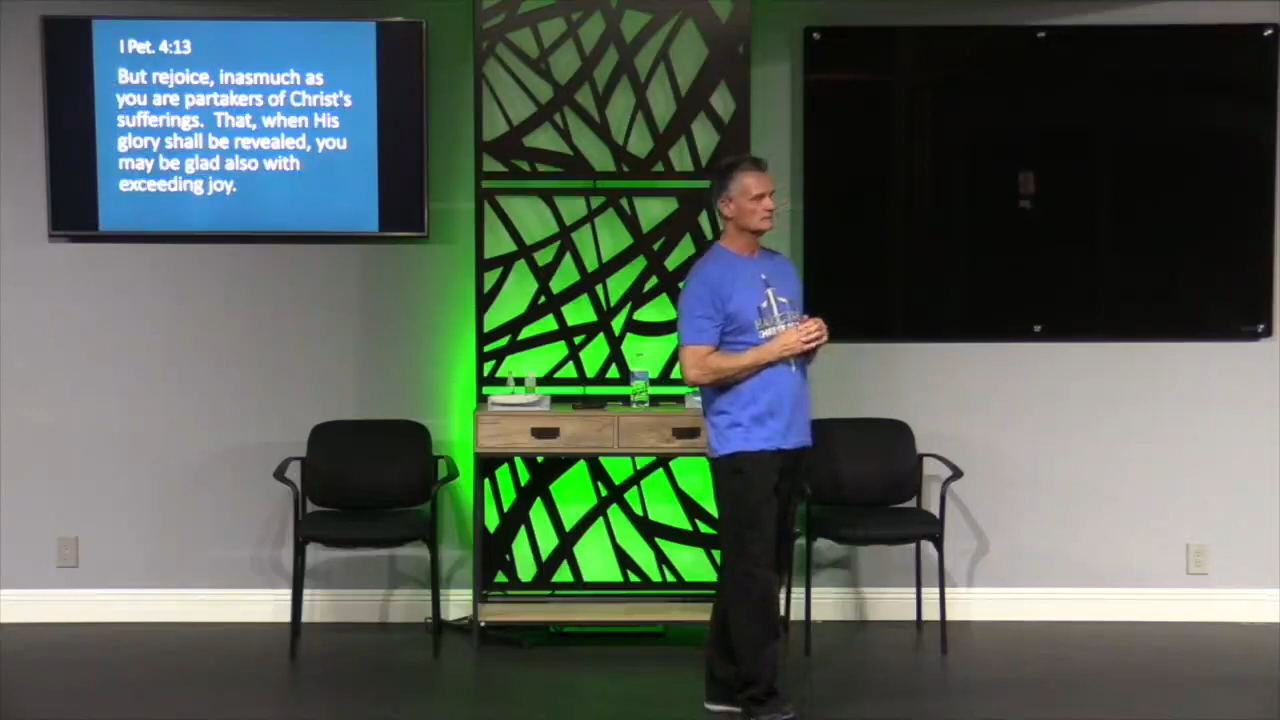 I Pet. 4:13
But rejoice, inasmuch as
you are partakers of Christ's
sufferings.  That, when His
glory shall be revealed, you
may be glad also with
exceeding joy.